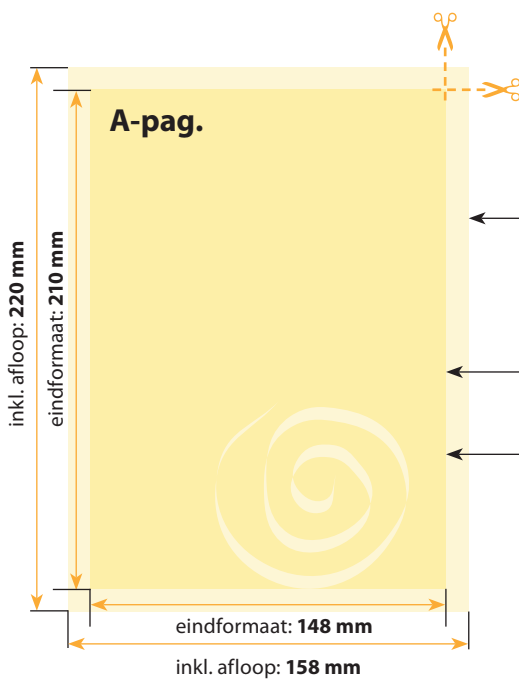 A-pag.
inkl. afloop: 220 mm
eindformaat: 210 mm
eindformaat: 148 mm
inkl. afloop: 158 mm